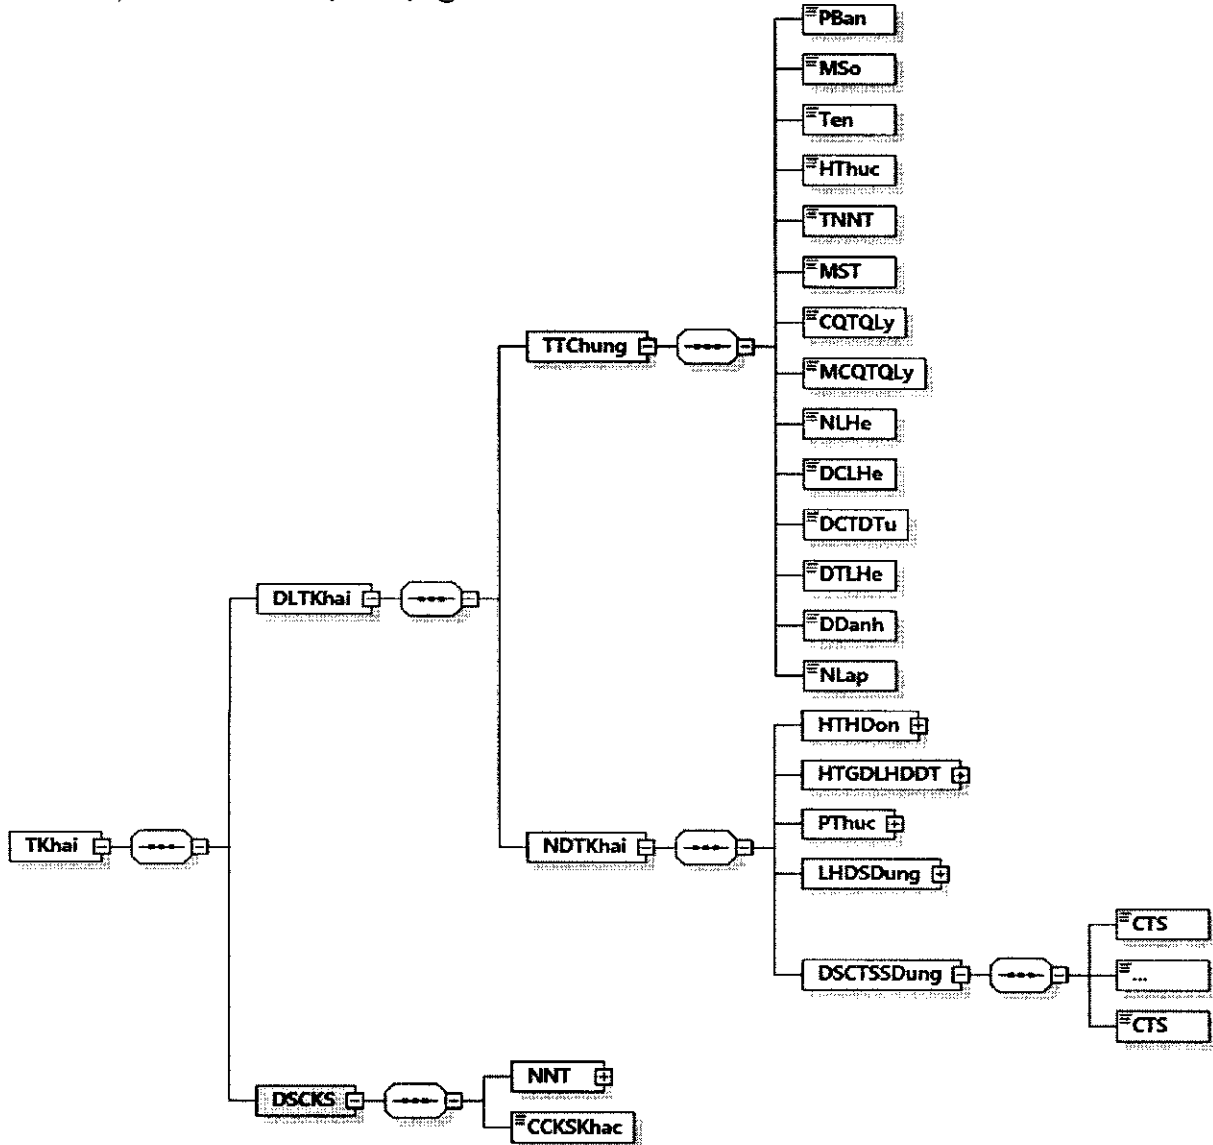 PBan
MSo
Ten
HThuc
TNNT
MST
CQTQLy
TTChung
MCQTQLy
NLHe
DCLHe
DCTDTu
DTLHe
DLTKhai
DDanh
NLap
HTHDon
HTGDLHDDT
PThuc
TKhai
NDTKhai
LHDSDung
CTS
DSCTSSDung
...
CTS
NNT
DSCKS
CCKSKhac